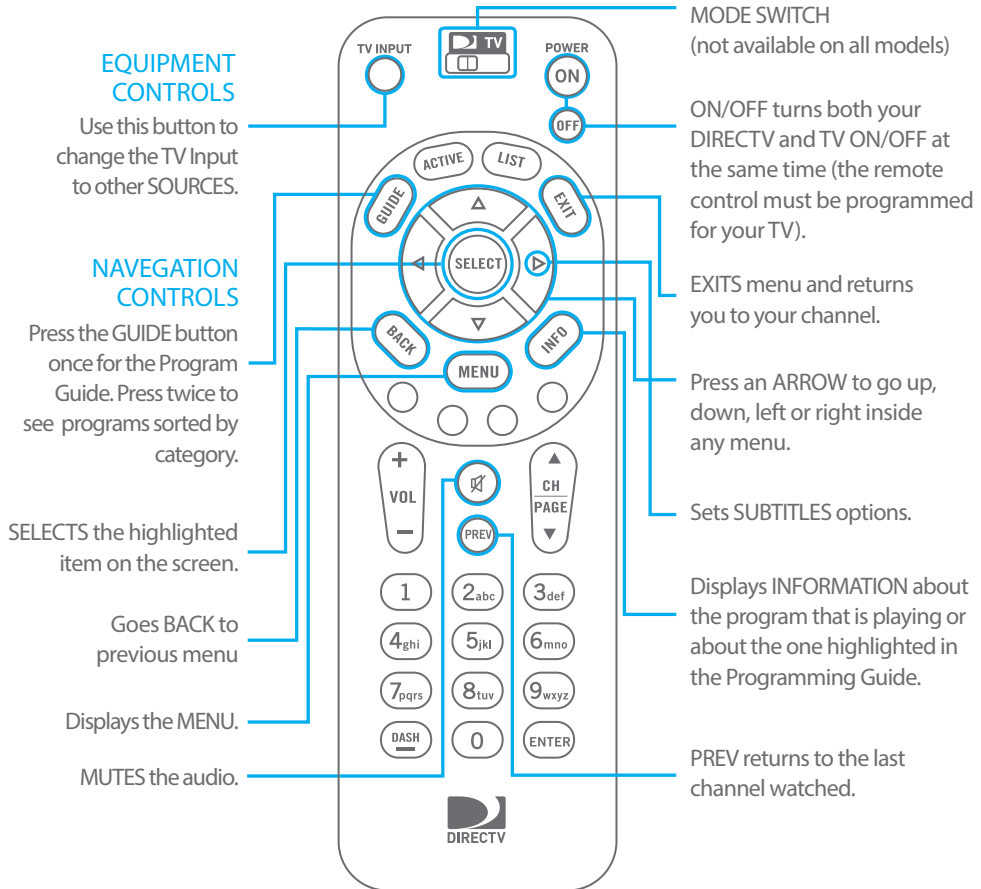 EQUIPMENT
CONTROLS
Use this button to
change the TV Input
to other SOURCES.
NAVEGATION
CONTROLS
Press the GUIDE button
once for the Program
Guide. Press twice to
see programs sorted by
category.
SELECTS the highlighted
item on the screen.
Goes BACK to
previous menu
Displays the MENU.
MUTES the audio.
TV INPUT
TV
POWER
ON
OFF
ACTIVE
LIST
GUIDE
EXIT
SELECT
BACK
INFO
MENU
+
VOL
–
CH
PAGE
PREV
1
2abc
3def
4ghi
5jkl
6mno
7pqrs
8tuv
9wxyz
DASH
0
ENTER
DIRECTV
MODE SWITCH
(not available on all models)
ON/OFF turns both your
DIRECTV and TV ON/OFF at
the same time (the remote
control must be programmed
for your TV).
EXITS menu and returns
you to your channel.
Press an ARROW to go up,
down, left or right inside
any menu.
Sets SUBTITLES options.
Displays INFORMATION about
the program that is playing or
about the one highlighted in
the Programming Guide.
PREV returns to the last
channel watched.